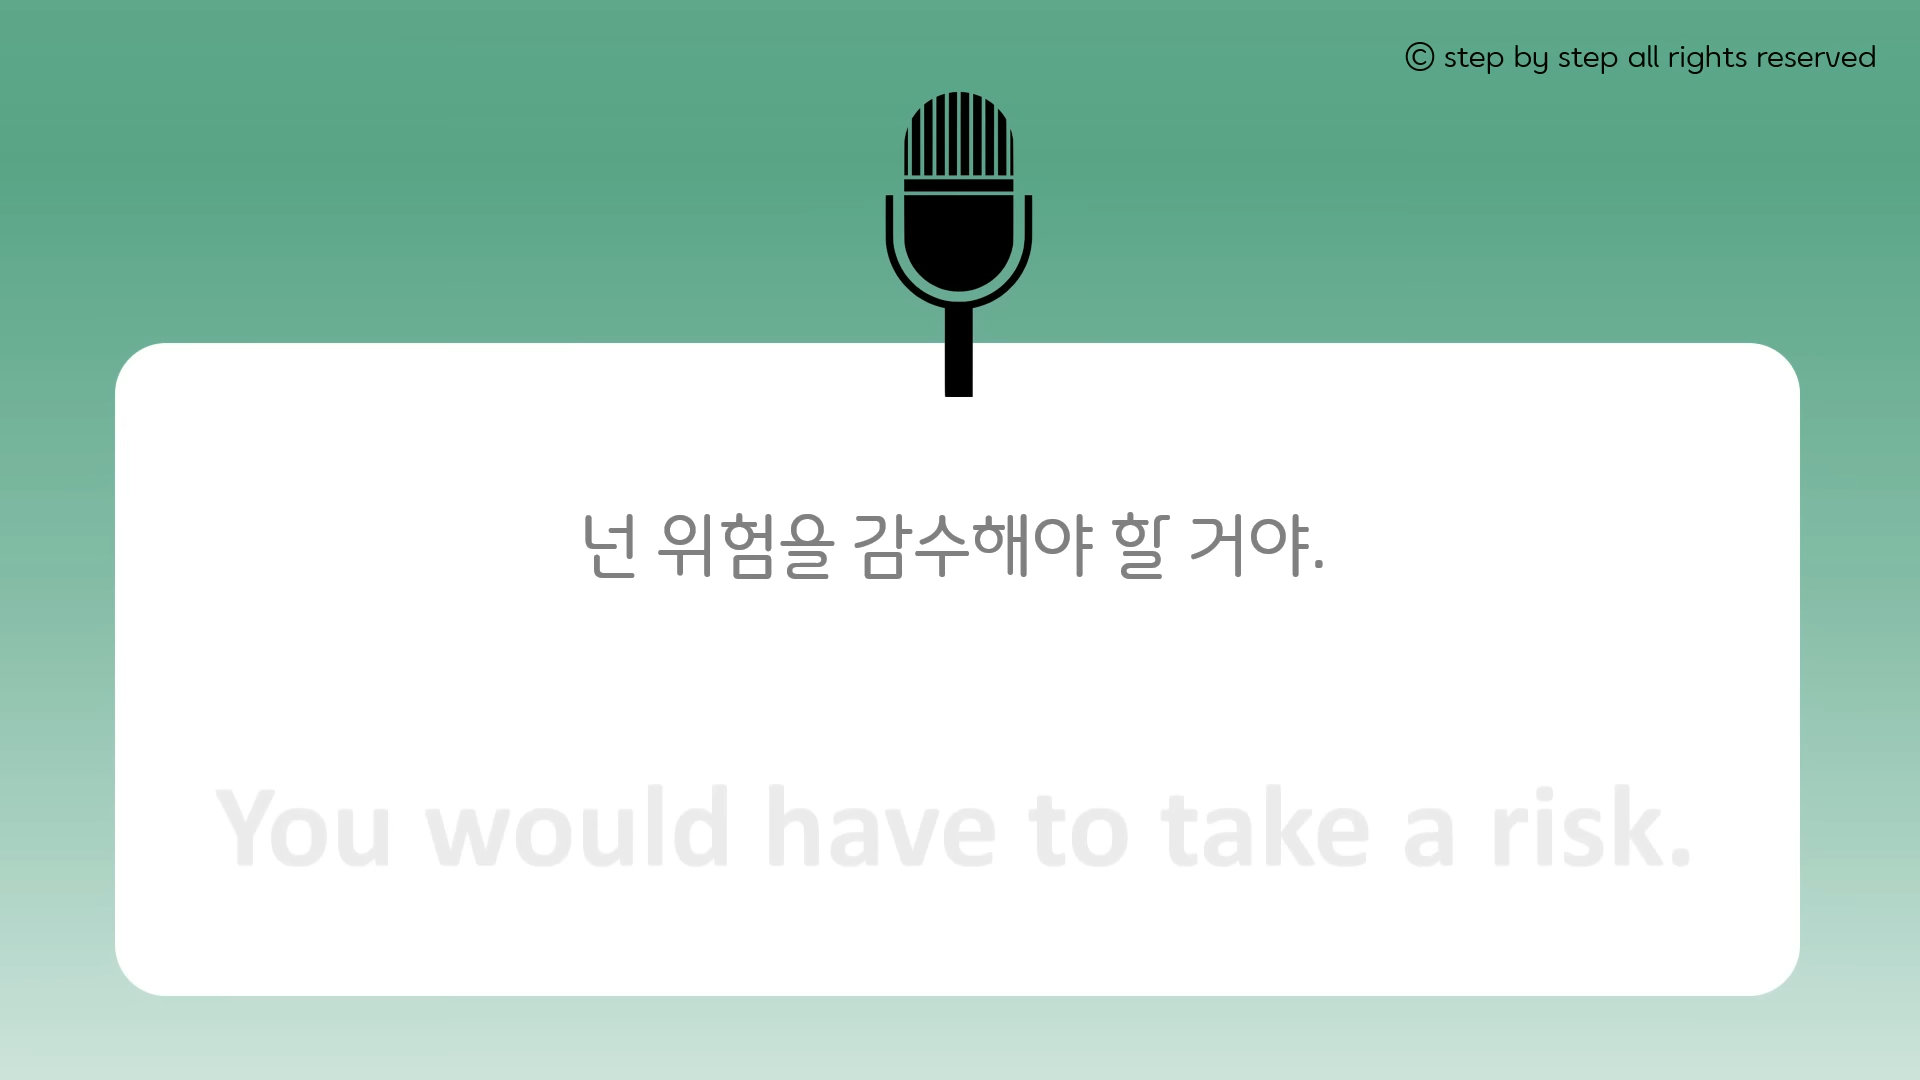 © step by step all rights reserved
넌 위험을 감수해야 할 거야.
You would have to take a risk.